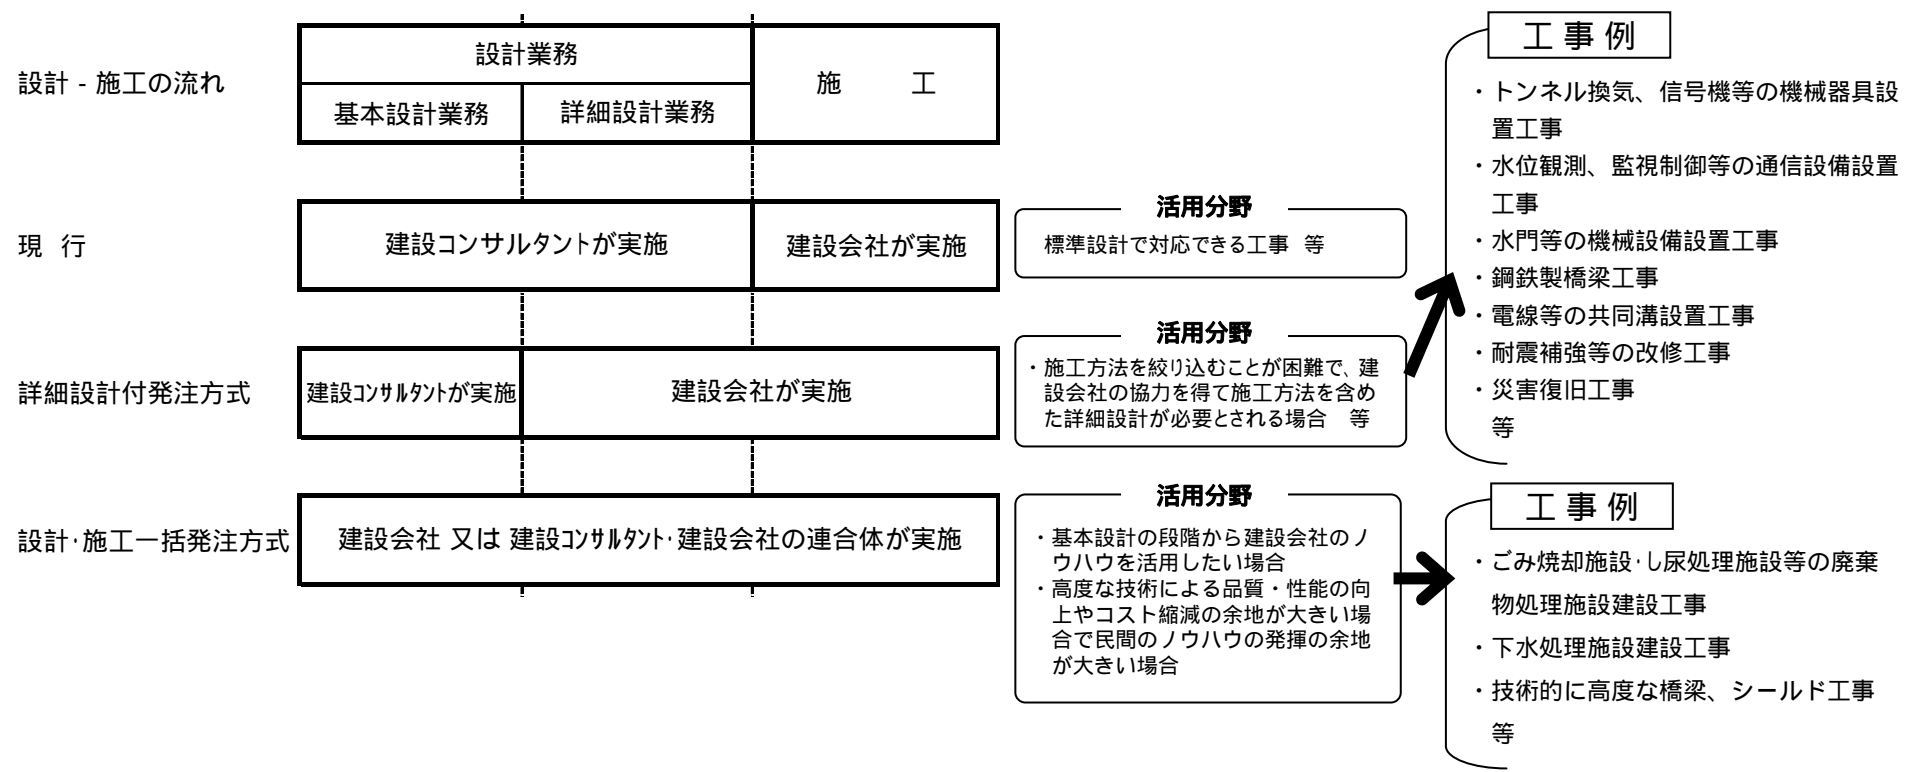 設計 - 施工の流れ
設計業務
基本設計業務
詳細設計業務
施　　工
現 行
建設コンサルタントが実施
建設会社が実施
活用分野
標準設計で対応できる工事 等
詳細設計付発注方式
建設ｺﾝｻﾙﾀﾝﾄが実施
建設会社が実施
活用分野
・施工方法を絞り込むことが困難で、建
設会社の協力を得て施工方法を含め
た詳細設計が必要とされる場合　等
設計･施工一括発注方式
建設会社 又は 建設ｺﾝｻﾙﾀﾝﾄ･建設会社の連合体が実施
活用分野
・基本設計の段階から建設会社のノ
ウハウを活用したい場合
・高度な技術による品質・性能の向
上やコスト縮減の余地が大きい場
合で民間のノウハウの発揮の余地
が大きい場合
工 事 例
・トンネル換気、信号機等の機械器具設
置工事
・水位観測、監視制御等の通信設備設置
工事
・水門等の機械設備設置工事
・鋼鉄製橋梁工事
・電線等の共同溝設置工事
・耐震補強等の改修工事
・災害復旧工事
等
工 事 例
・ごみ焼却施設･し尿処理施設等の廃棄
物処理施設建設工事
・下水処理施設建設工事
・技術的に高度な橋梁、シールド工事
等